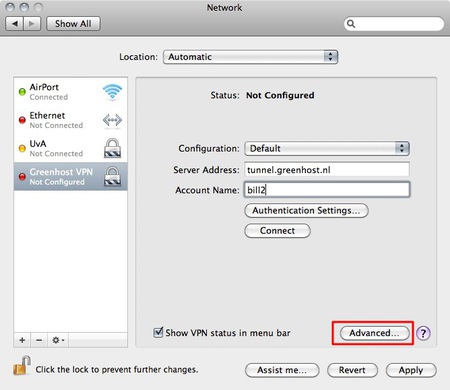 Network
Show All
Location: Automatic
AirPort
Connected
Ethernet
Not Connected
UvA
Not Connected
Greenhost VPN
Not Configured
Status: Not Configured
Configuration: Default
Server Address: tunnel.greenhost.nl
Account Name: bill2
Authentication Settings...
Connect
Show VPN status in menu bar
Advanced...
?
Click the lock to prevent further changes.
Assist me...
Revert
Apply